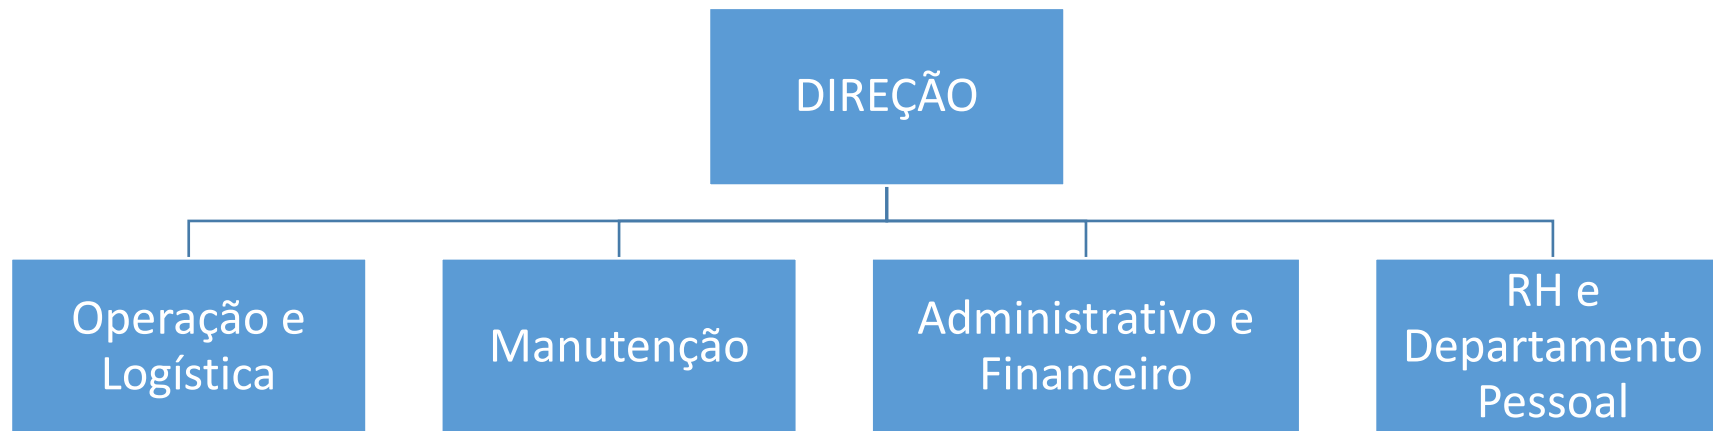 DIREÇÃO
Operação e
Logística
Manutenção
Administrativo e
Financeiro
RH e
Departamento
Pessoal